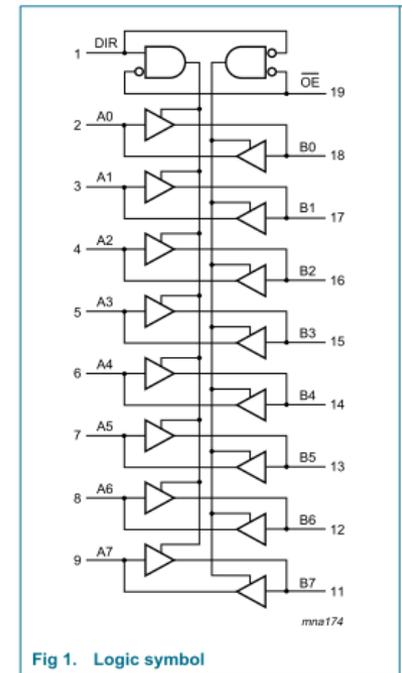 1 DIR
OE 19
2 A0
B0 18
3 A1
B1 17
4 A2
B2 16
5 A3
B3 15
6 A4
B4 14
7 A5
B5 13
8 A6
B6 12
9 A7
B7 11
mna174
Fig 1. Logic symbol